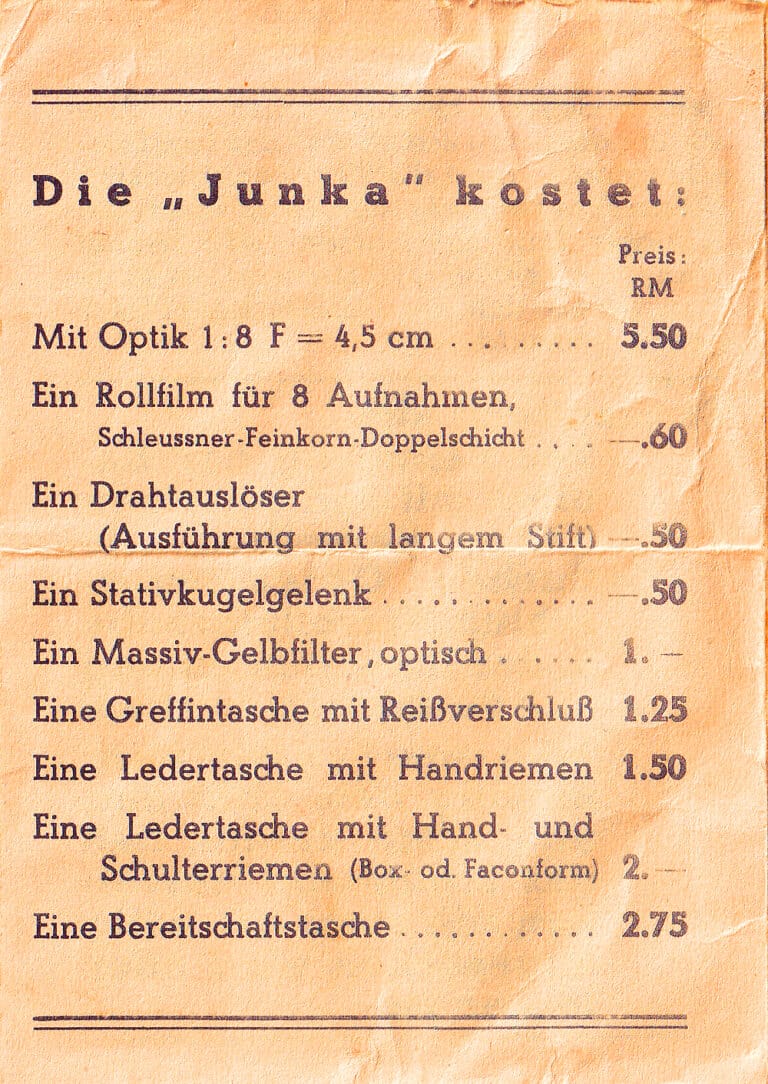 Die „Junka“ kostet:
Preis:
RM
Mit Optik 1:8 F = 4,5 cm ......... 5.50
Ein Rollfilm für 8 Aufnahmen,
Schleussner-Feinkorn-Doppelschicht .... —.60
Ein Drahtauslöser
(Ausführung mit langem Stift) —.50
Ein Stativkugelgelenk ............. —.50
Ein Massiv-Gelbfilter, optisch ...... 1.—
Eine Greffintasche mit Reißverschluß 1.25
Eine Ledertasche mit Handriemen 1.50
Eine Ledertasche mit Hand- und
Schulterriemen (Box- od. Faconform) 2.—
Eine Bereitschaftstasche ............ 2.75